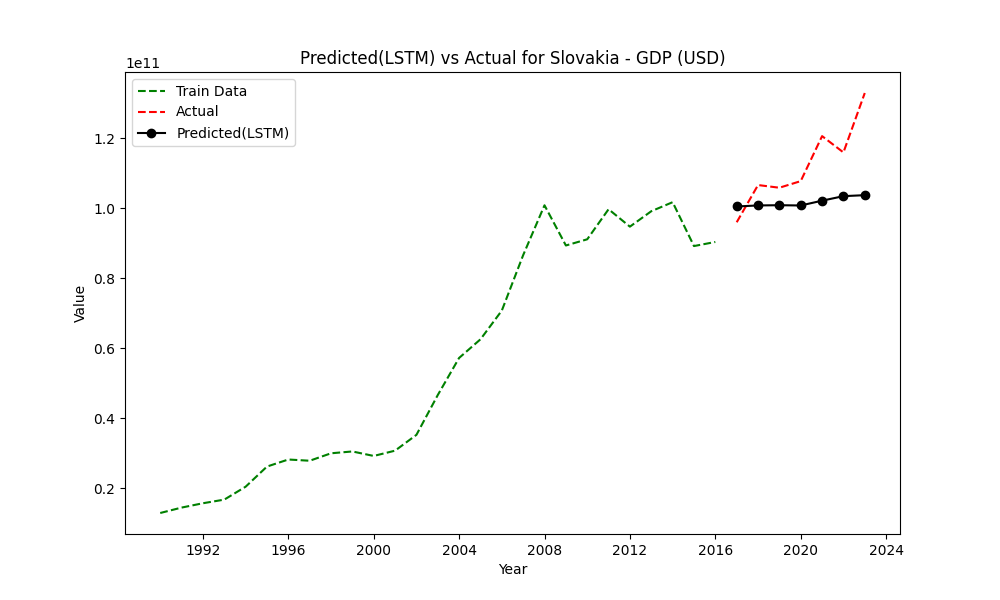 Predicted(LSTM) vs Actual for Slovakia - GDP (USD)
1e11
Train Data
Actual
Predicted(LSTM)
1.2
1.0
0.8
0.6
0.4
0.2
Value
1992 1996 2000 2004 2008 2012 2016 2020 2024
Year